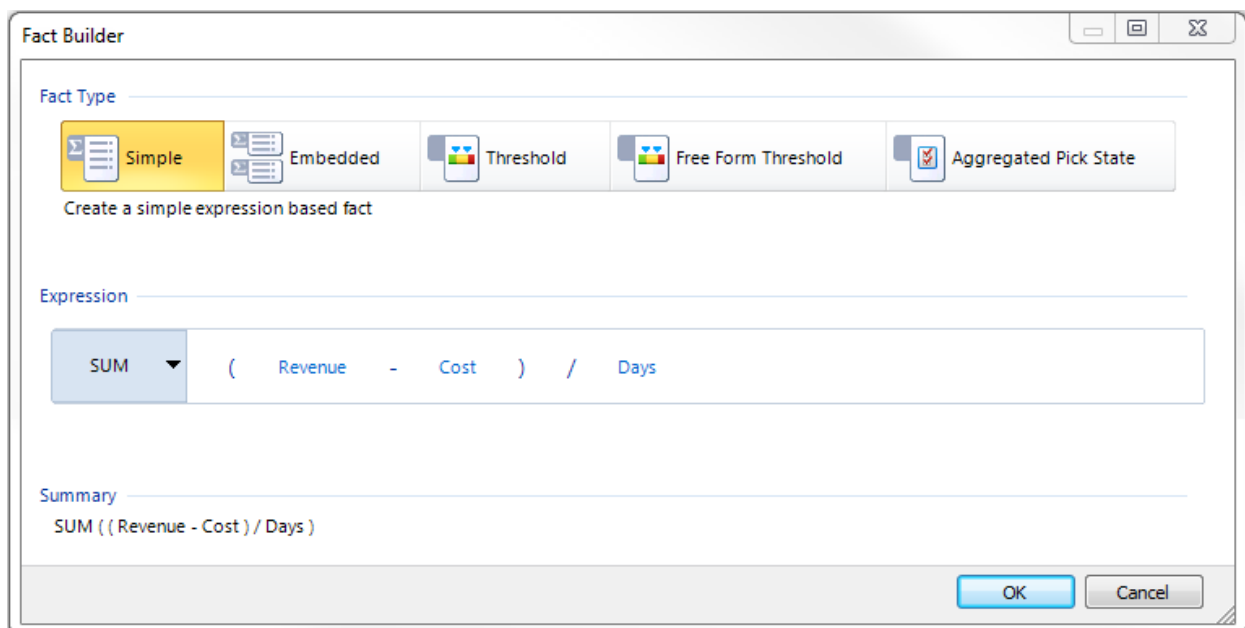 Fact Builder
Fact Type
Simple Embedded Threshold Free Form Threshold Aggregated Pick State
Create a simple expression based fact
Expression
SUM ( Revenue - Cost ) / Days
Summary
SUM ( ( Revenue - Cost ) / Days )
OK Cancel